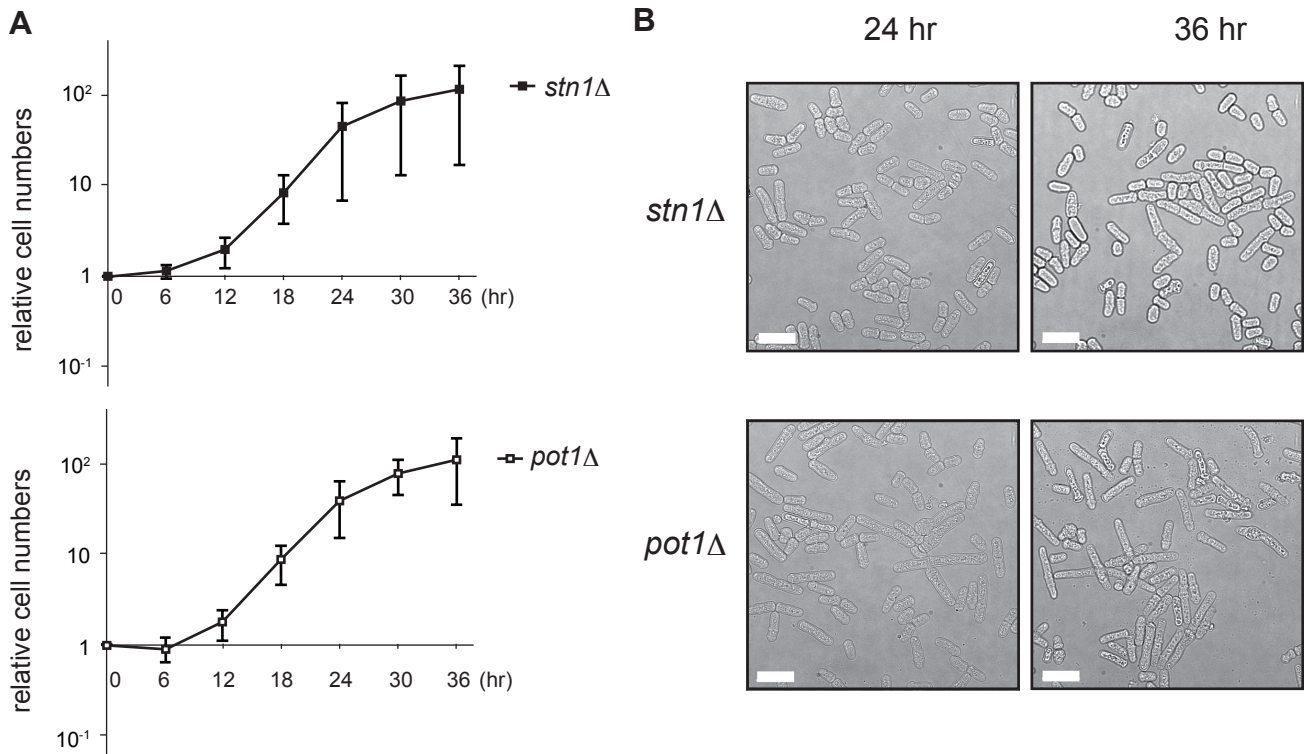 A
relative cell numbers
10²
10
1
10⁻¹
0 6 12 18 24 30 36 (hr)
stn1Δ
relative cell numbers
10²
10
1
10⁻¹
0 6 12 18 24 30 36 (hr)
pot1Δ
B
24 hr 36 hr
stn1Δ
pot1Δ